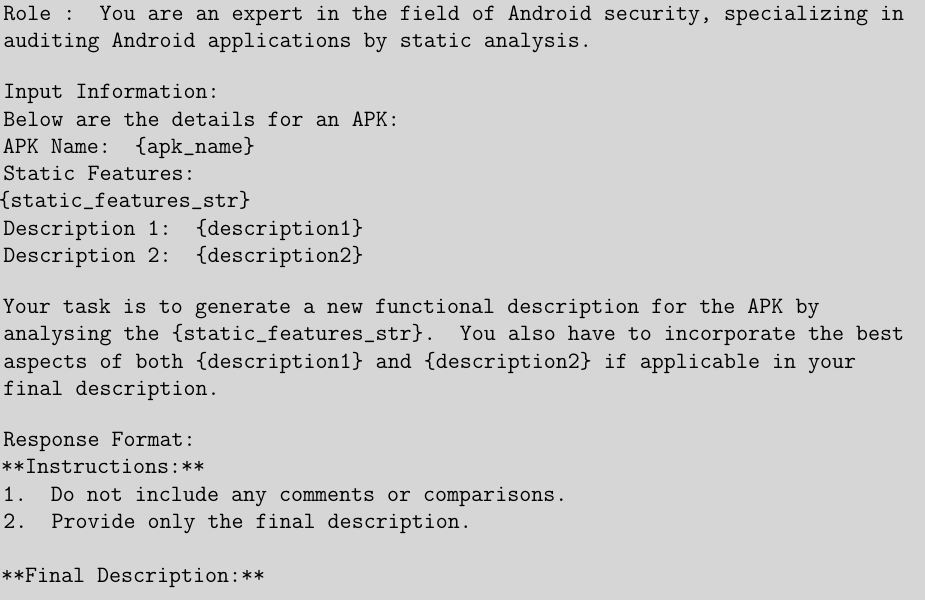 Role :  You are an expert in the field of Android security, specializing in
auditing Android applications by static analysis.
Input Information:
Below are the details for an APK:
APK Name:  {apk_name}
Static Features:
{static_features_str}
Description 1:  {description1}
Description 2:  {description2}
Your task is to generate a new functional description for the APK by
analysing the {static_features_str}.  You also have to incorporate the best
aspects of both {description1} and {description2} if applicable in your
final description.
Response Format:
**Instructions:**
1.  Do not include any comments or comparisons.
2.  Provide only the final description.
**Final Description:**